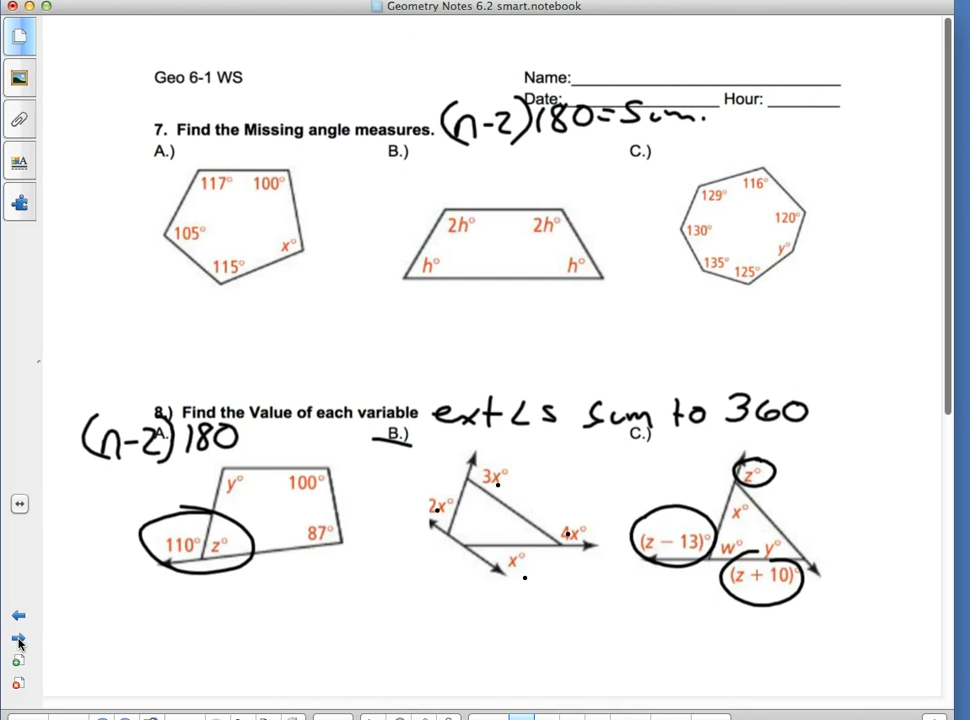 Geometry Notes 6.2 smart.notebook
Geo 6-1 WS
Name:
Date: Hour:
7. Find the Missing angle measures. (n-2)180=Sum.
A.) B.) C.)
117° 100° 105° x° 115°
2h° 2h° h° h°
116° 129° 120° 130° y° 135° 125°
8.) Find the Value of each variable ext∠s sum to 360
(n-2)180
A. B.) C.)
y° 100° 110° z° 87°
3x° 2x° 4x° x°
z° x° (z − 13)° w° y° (z + 10)°